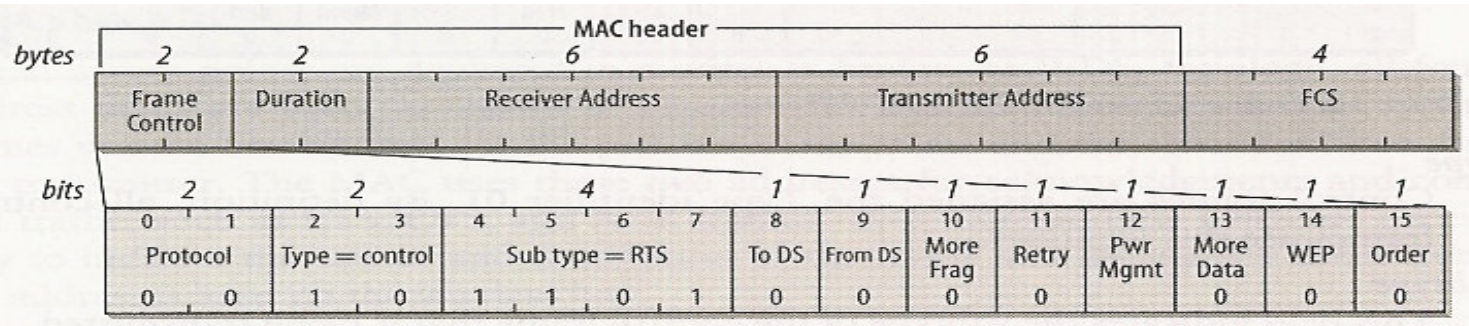 MAC header
bytes 2 2 6 6 4
Frame Control Duration Receiver Address Transmitter Address FCS
bits 2 2 4 1 1 1 1 1 1 1 1
0 1 2 3 4 5 6 7 8 9 10 11 12 13 14 15
Protocol Type = control Sub type = RTS To DS From DS More Frag Retry Pwr Mgmt More Data WEP Order
0 0 1 0 1 1 0 1 0 0 0 0 0 0 0